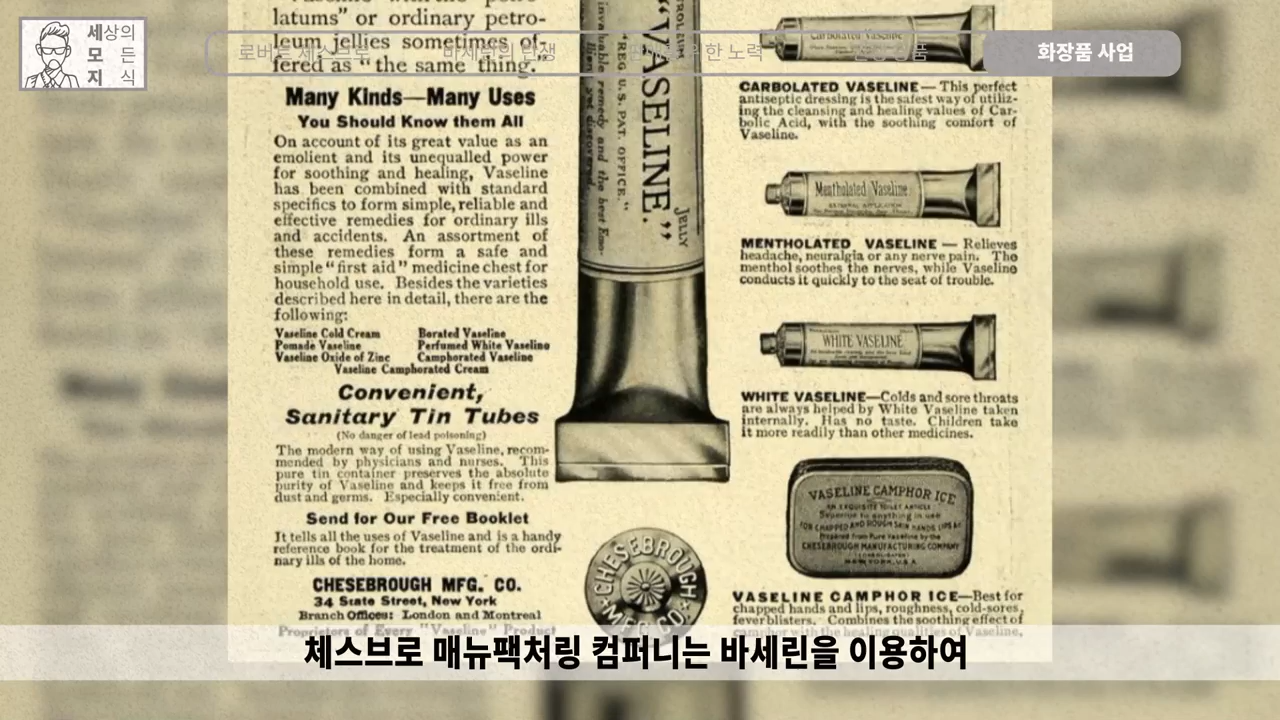 세상의
모든
지식
화장품 사업
latums” or ordinary petro-
leum jellies sometimes of-
fered as “the same thing.”
Many Kinds—Many Uses
You Should Know them All
On account of its great value as an
emolient and its unequalled power
for soothing and healing, Vaseline
has been combined with standard
specifics to form simple, reliable and
effective remedies for ordinary ills
and accidents. An assortment of
these remedies form a safe and
simple “first aid” medicine chest for
household use. Besides the varieties
described here in detail, there are the
following:
Vaseline Cold Cream Borated Vaseline
Pomade Vaseline Perfumed White Vaseline
Vaseline Oxide of Zinc Camphorated Vaseline
Vaseline Camphorated Cream
Convenient,
Sanitary Tin Tubes
(No danger of lead poisoning)
The modern way of using Vaseline, recom-
mended by physicians and nurses. This
pure tin container preserves the absolute
purity of Vaseline and keeps it free from
dust and germs. Especially convenient.
Send for Our Free Booklet
It tells all the uses of Vaseline and is a handy
reference book for the treatment of the ordi-
nary ills of the home.
CHESEBROUGH MFG. CO.
34 State Street, New York
Branch Offices: London and Montreal
Proprietors of Every "Vaseline" Product
“VASELINE.”
JELLY
"REG. U.S. PAT. OFFICE."
invaluable remedy and the best
CHESEBROUGH
MFG. CO.
Carbolated Vaseline
CARBOLATED VASELINE—This perfect
antiseptic dressing is the safest way of utiliz-
ing the cleansing and healing values of Car-
bolic Acid, with the soothing comfort of
Vaseline.
Mentholated Vaseline
MENTHOLATED VASELINE—Relieves
headache, neuralgia or any nerve pain. The
menthol soothes the nerves, while Vaseline
conducts it quickly to the seat of trouble.
WHITE VASELINE
WHITE VASELINE—Colds and sore throats
are always helped by White Vaseline taken
internally. Has no taste. Children take
it more readily than other medicines.
VASELINE CAMPHOR ICE
AN EXQUISITE TOILET ARTICLE
Superior to anything in use
FOR CHAPPED AND ROUGH SKIN HANDS LIPS &c
Prepared from Pure Vaseline by the
CHESEBROUGH MANUFACTURING COMPANY
(CONSOLIDATED)
NEW YORK, U.S.A.
VASELINE CAMPHOR ICE—Best for
chapped hands and lips, roughness, cold-sores,
fever blisters. Combines the soothing effect of
camphor with the healing qualities of Vaseline,
체스브로 매뉴팩처링 컴퍼니는 바세린을 이용하여